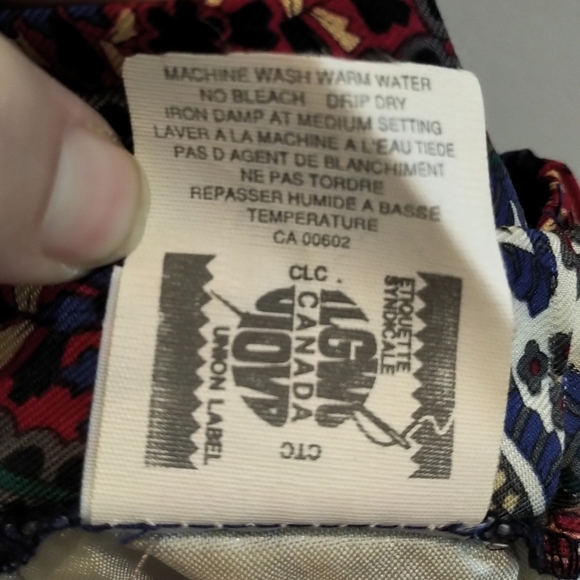 MACHINE WASH WARM WATER
NO BLEACH DRIP DRY
IRON DAMP AT MEDIUM SETTING
LAVER A LA MACHINE A L'EAU TIEDE
PAS D AGENT DE BLANCHIMENT
NE PAS TORDRE
REPASSER HUMIDE A BASSE
TEMPERATURE
CA 00602
CLC
ETIQUETTE
SYNDICALE
ILGWU
CANADA
UIOVD
UNION LABEL
CTC